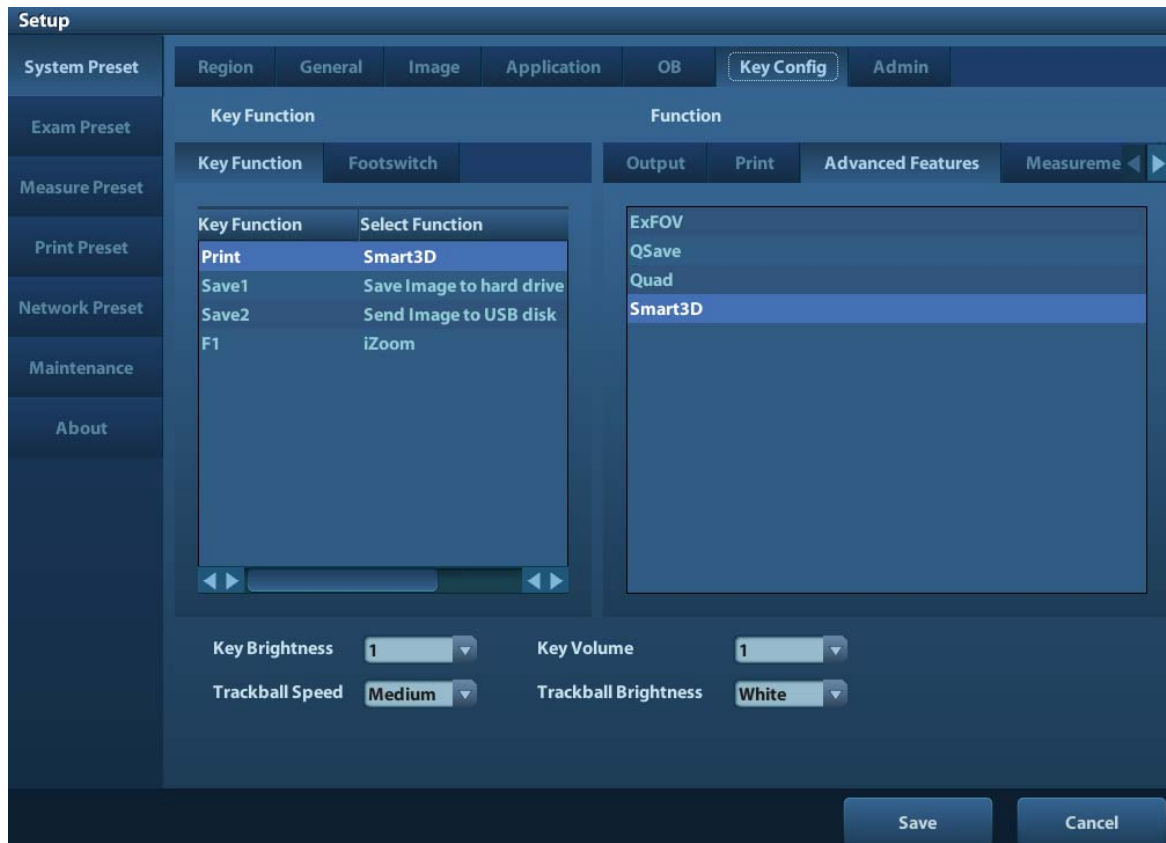 Setup
System Preset
Exam Preset
Measure Preset
Print Preset
Network Preset
Maintenance
About
Region General Image Application OB Key Config Admin
Key Function
Function
Key Function Footswitch
Output Print Advanced Features Measureme
Key Function Select Function
Print Smart3D
Save1 Save Image to hard drive
Save2 Send Image to USB disk
F1 iZoom
ExFOV
QSave
Quad
Smart3D
Key Brightness 1 Key Volume 1
Trackball Speed Medium Trackball Brightness White
Save Cancel